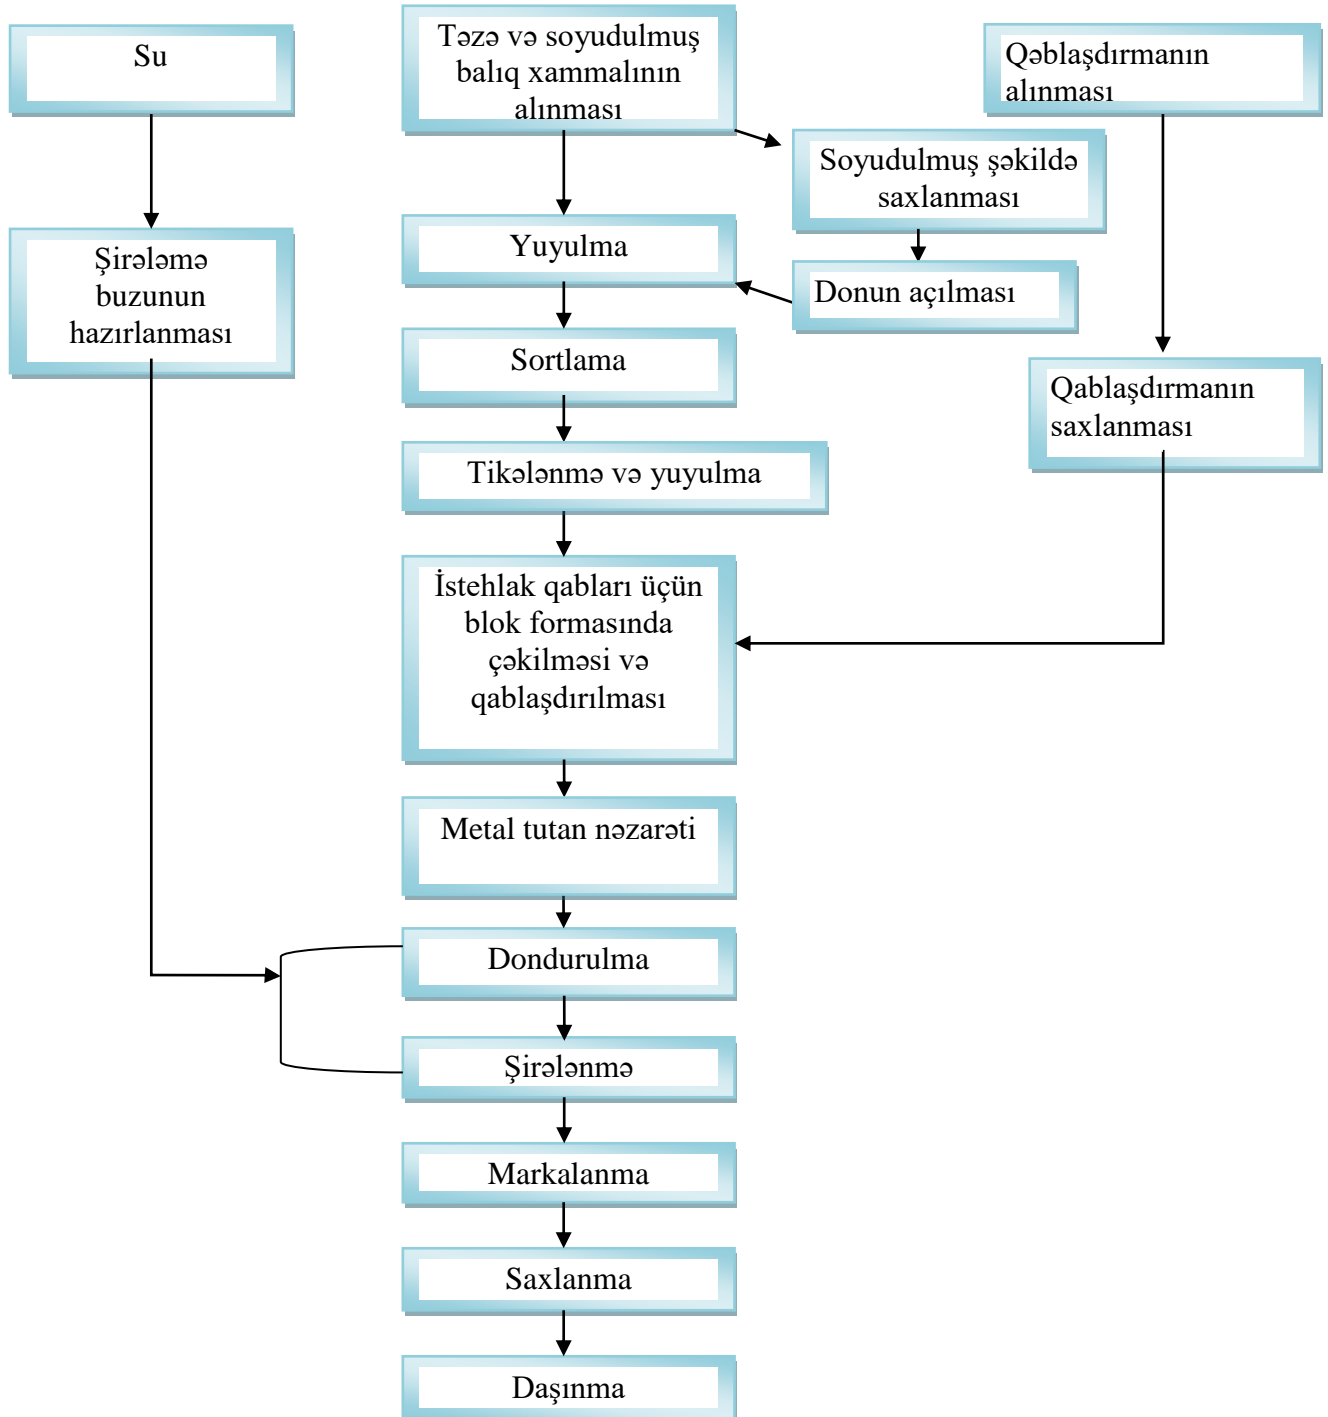 Su
Təzə və soyudulmuş
balıq xammalının
alınması
Qəblaşdırmanın
alınması
Soyudulmuş şəkildə
saxlanması
Yuyulma
Donun açılması
Şirələmə
buzunun
hazırlanması
Sortlama
Qablaşdırmanın
saxlanması
Tikələnmə və yuyulma
İstehlak qabları üçün
blok formasında
çəkilməsi və
qablaşdırılması
Metal tutan nəzarəti
Dondurulma
Şirələnmə
Markalanma
Saxlanma
Daşınma